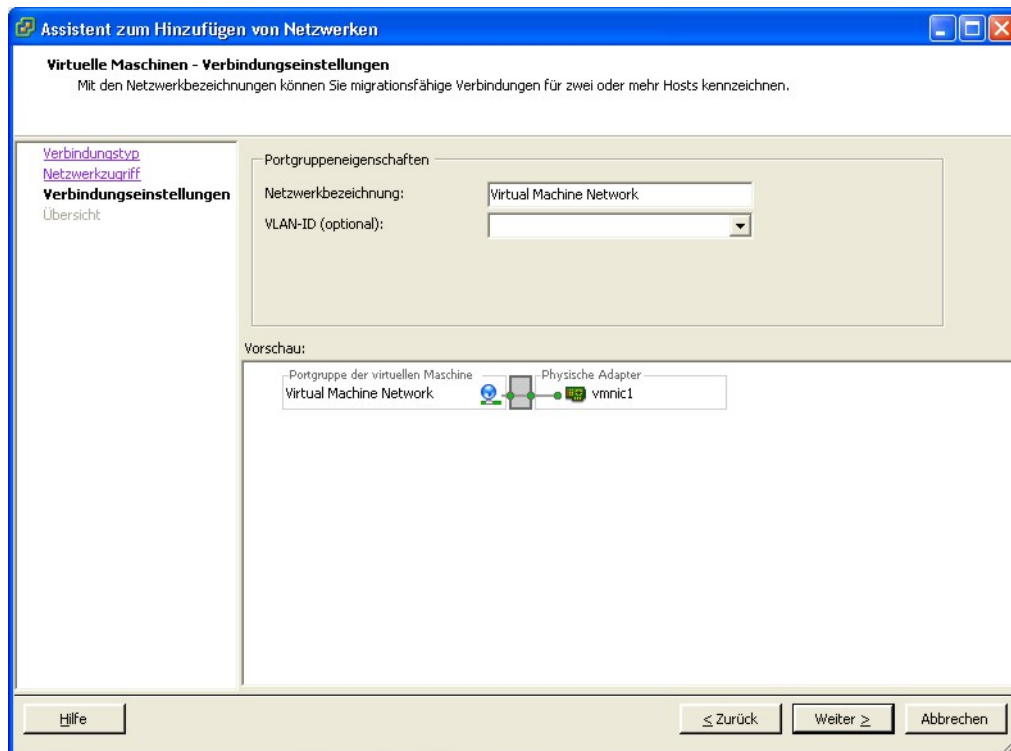 Assistent zum Hinzufügen von Netzwerken
Virtuelle Maschinen - Verbindungseinstellungen
Mit den Netzwerkbezeichnungen können Sie migrationsfähige Verbindungen für zwei oder mehr Hosts kennzeichnen.
Verbindungstyp
Netzwerkzugriff
Verbindungseinstellungen
Übersicht
Portgruppeneigenschaften
Netzwerkbezeichnung: Virtual Machine Network
VLAN-ID (optional):
Vorschau:
Portgruppe der virtuellen Maschine Physische Adapter
Virtual Machine Network vmnic1
Hilfe < Zurück Weiter > Abbrechen